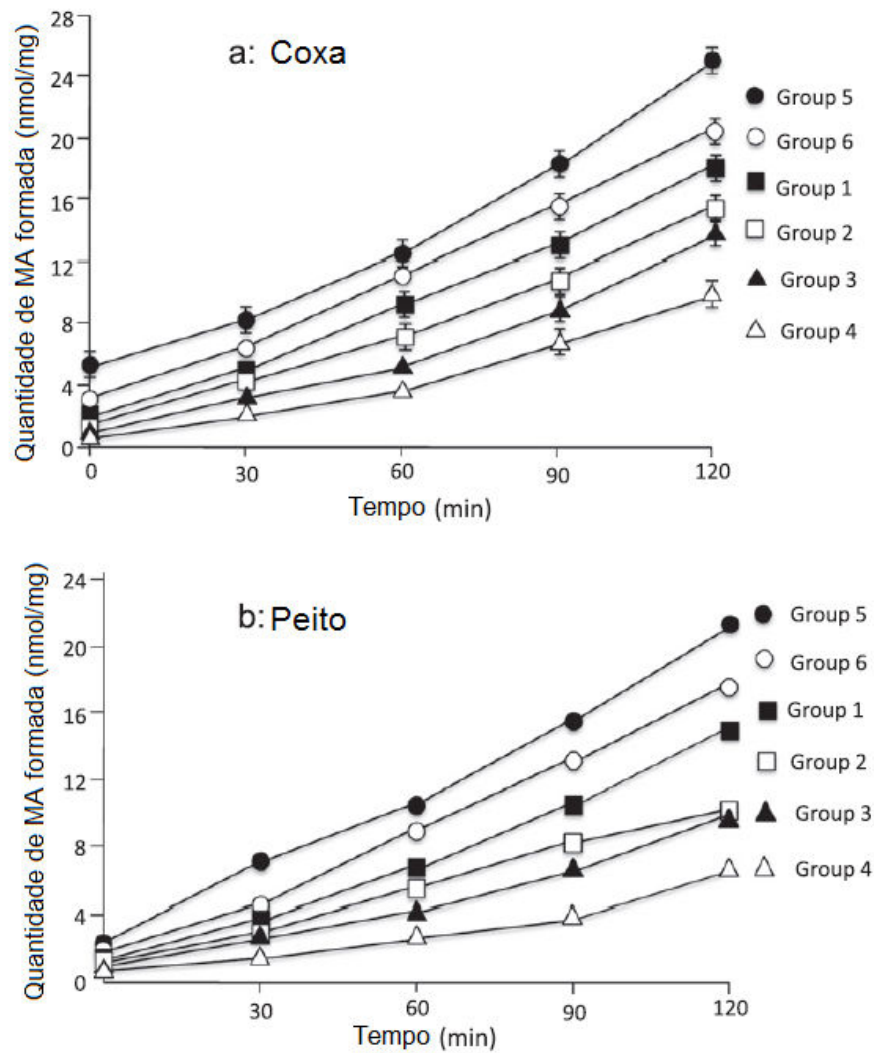 a: Coxa
Quantidade de MA formada (nmol/mg)
28
24
20
16
12
8
4
0
0 30 60 90 120
Tempo (min)
Group 5
Group 6
Group 1
Group 2
Group 3
Group 4
b: Peito
Quantidade de MA formada (nmol/mg)
24
20
16
12
8
4
0
30 60 90 120
Tempo (min)
Group 5
Group 6
Group 1
Group 2
Group 3
Group 4